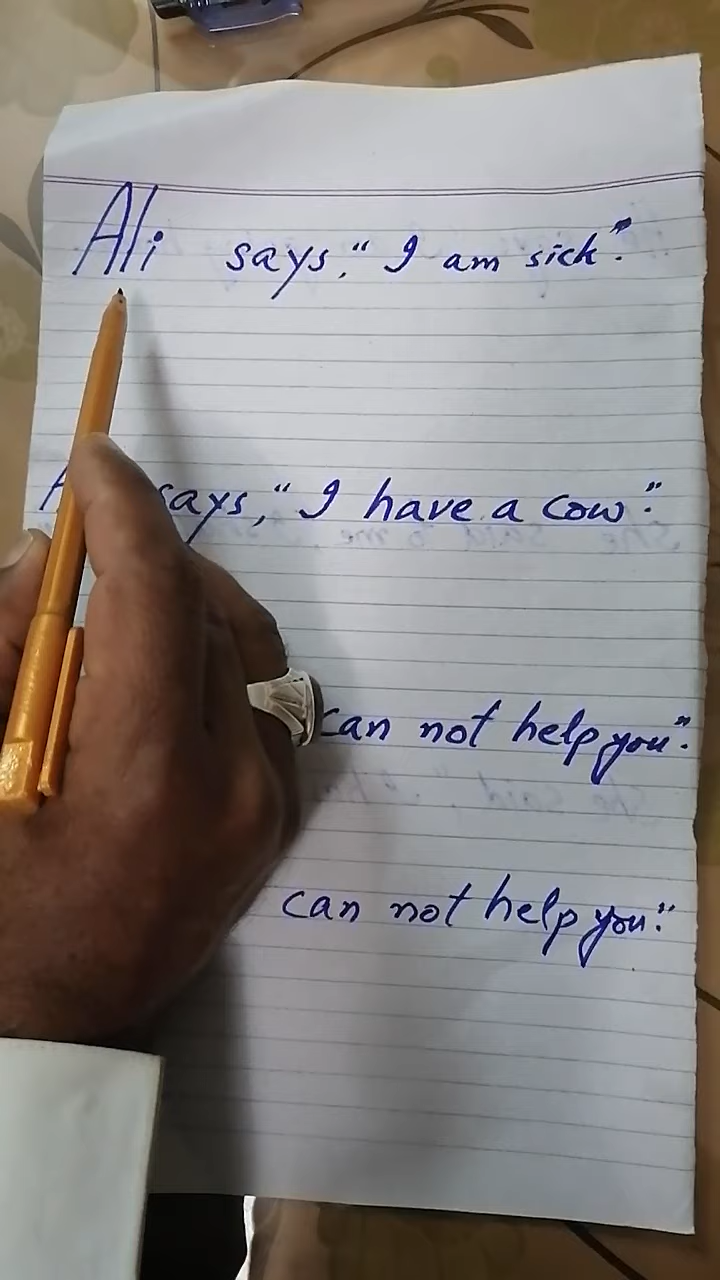 Ali says, "I am sick".
says, "I have a cow".
can not help you".
can not help you".